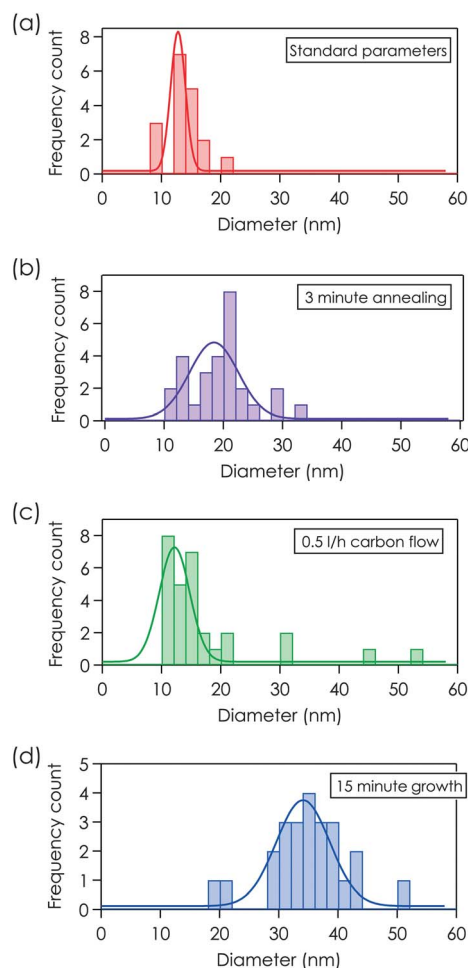 (a)
8
6
4
2
0
Frequency count
Standard parameters
0 10 20 30 40 50 60
Diameter (nm)
(b)
8
6
4
2
0
Frequency count
3 minute annealing
0 10 20 30 40 50 60
Diameter (nm)
(c)
8
6
4
2
0
Frequency count
0.5 l/h carbon flow
0 10 20 30 40 50 60
Diameter (nm)
(d)
5
4
3
2
1
0
Frequency count
15 minute growth
0 10 20 30 40 50 60
Diameter (nm)